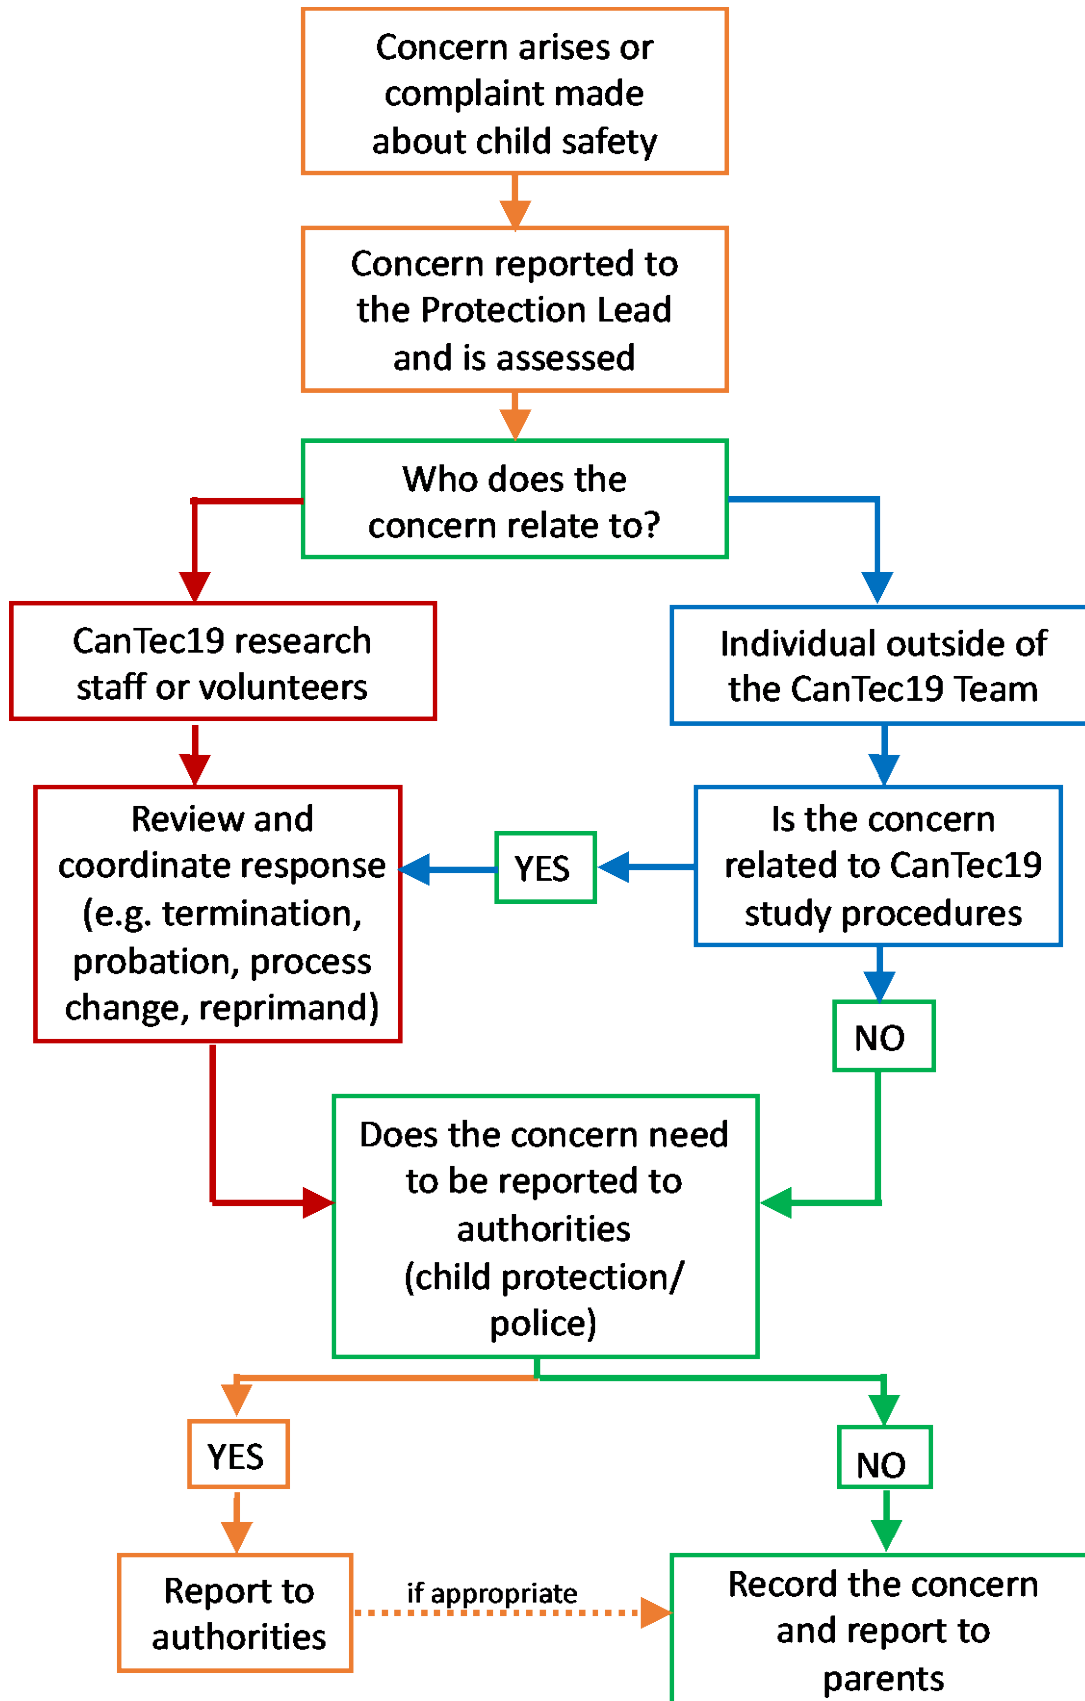 Concern arises or
complaint made
about child safety
Concern reported to
the Protection Lead
and is assessed
Who does the
concern relate to?
CanTec19 research
staff or volunteers
Individual outside of
the CanTec19 Team
Review and
coordinate response
(e.g. termination,
probation, process
change, reprimand)
YES
Is the concern
related to CanTec19
study procedures
NO
Does the concern need
to be reported to
authorities
(child protection/
police)
YES
NO
Report to
authorities
if appropriate
Record the concern
and report to
parents